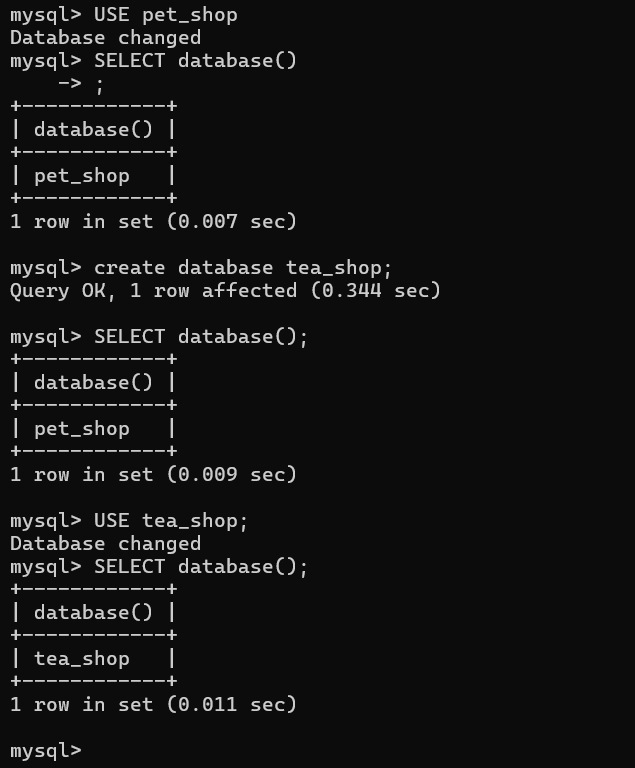 mysql> USE pet_shop
Database changed
mysql> SELECT database()
    -> ;
+------------+
| database() |
+------------+
| pet_shop   |
+------------+
1 row in set (0.007 sec)

mysql> create database tea_shop;
Query OK, 1 row affected (0.344 sec)

mysql> SELECT database();
+------------+
| database() |
+------------+
| pet_shop   |
+------------+
1 row in set (0.009 sec)

mysql> USE tea_shop;
Database changed
mysql> SELECT database();
+------------+
| database() |
+------------+
| tea_shop   |
+------------+
1 row in set (0.011 sec)

mysql>